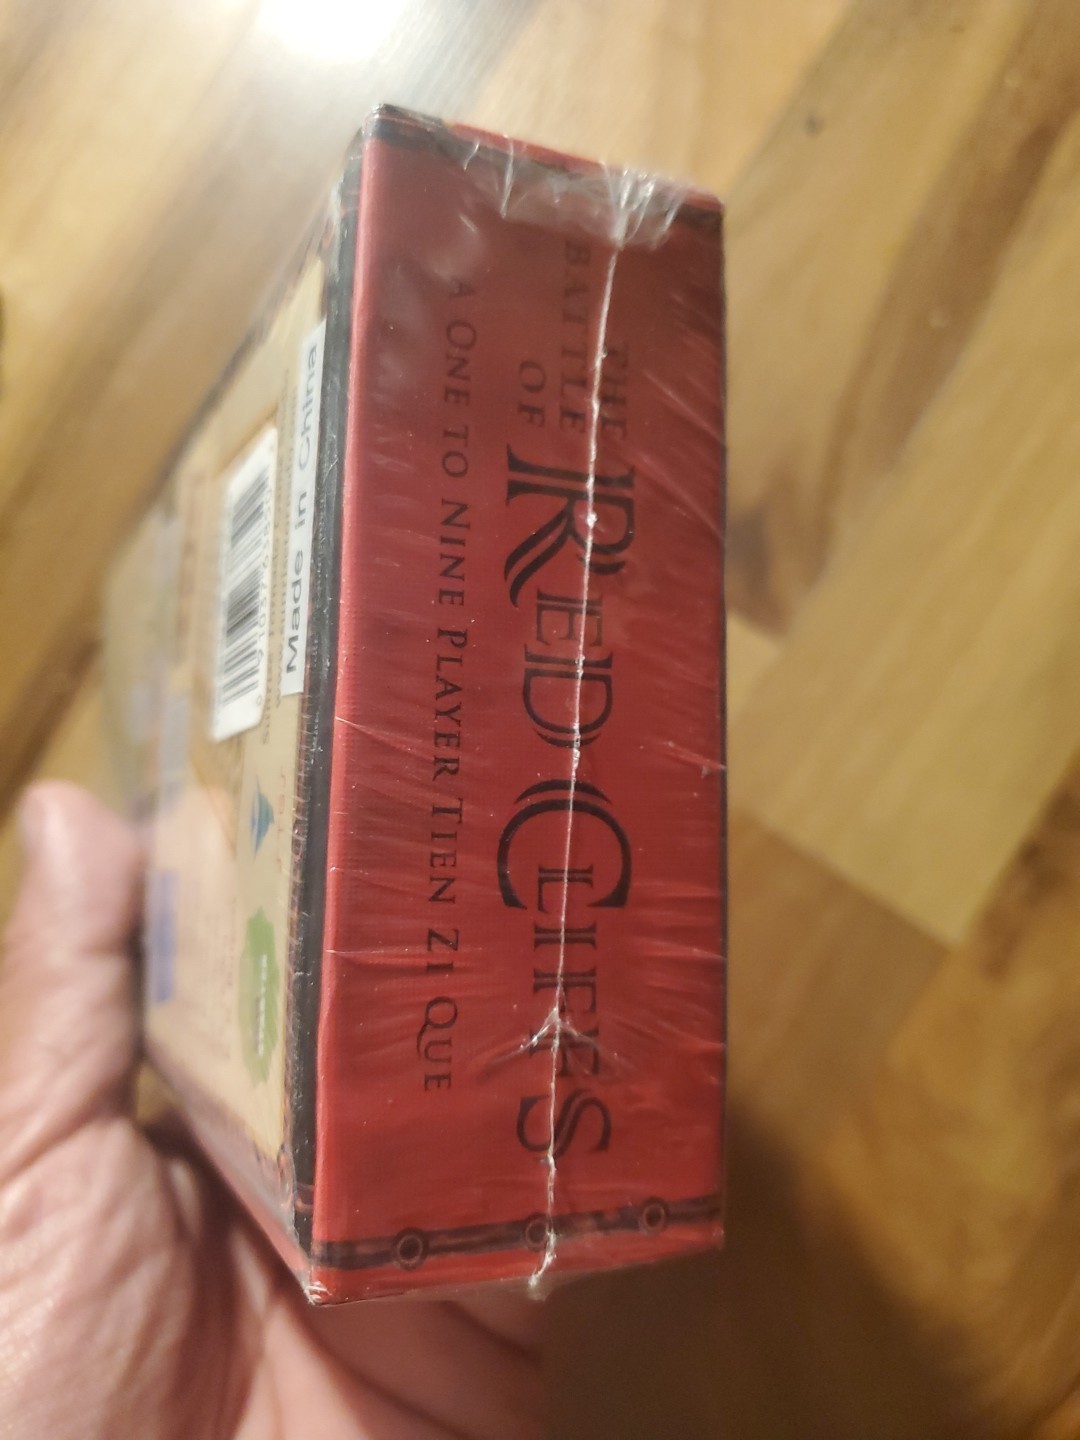 THE
BATTLE
OF
RED CLIFFS
A ONE TO NINE PLAYER TIEN ZI QUE
Made in China